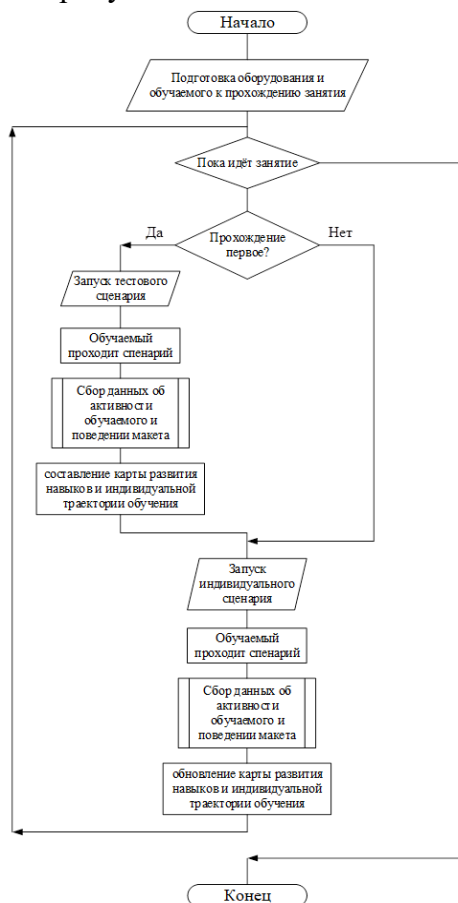 Начало
Подготовка оборудования и
обучаемого к прохождению занятия
Пока идёт занятие
Да
Прохождение
первое?
Нет
Запуск тестового
сценария
Обучаемый
проходит спенарий
Сбор данных об
активности
обучаемого и
поведении макета
составление карты развития
навыков и индивидуальной
траектории обучения
Запуск
индивидуального
сценария
Обучаемый
проходит спенарий
Сбор данных об
активности
обучаемого и
поведении макета
обновление карты развития
навыков и индивидуальной
траектории обучения
Конец